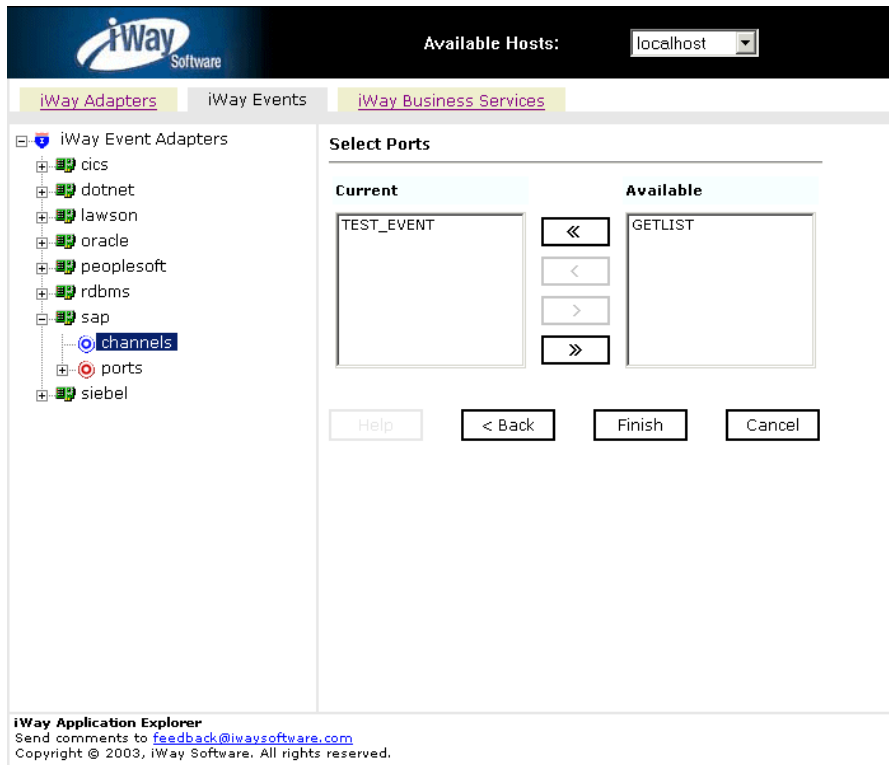 iWay
Software
Available Hosts:
localhost
iWay Adapters
iWay Events
iWay Business Services
iWay Event Adapters
cics
dotnet
lawson
oracle
peoplesoft
rdbms
sap
channels
ports
siebel
Select Ports
Current
Available
TEST_EVENT
GETLIST
<<
<
>
>>
Help
< Back
Finish
Cancel
iWay Application Explorer
Send comments to feedback@iwaysoftware.com
Copyright © 2003, iWay Software. All rights reserved.